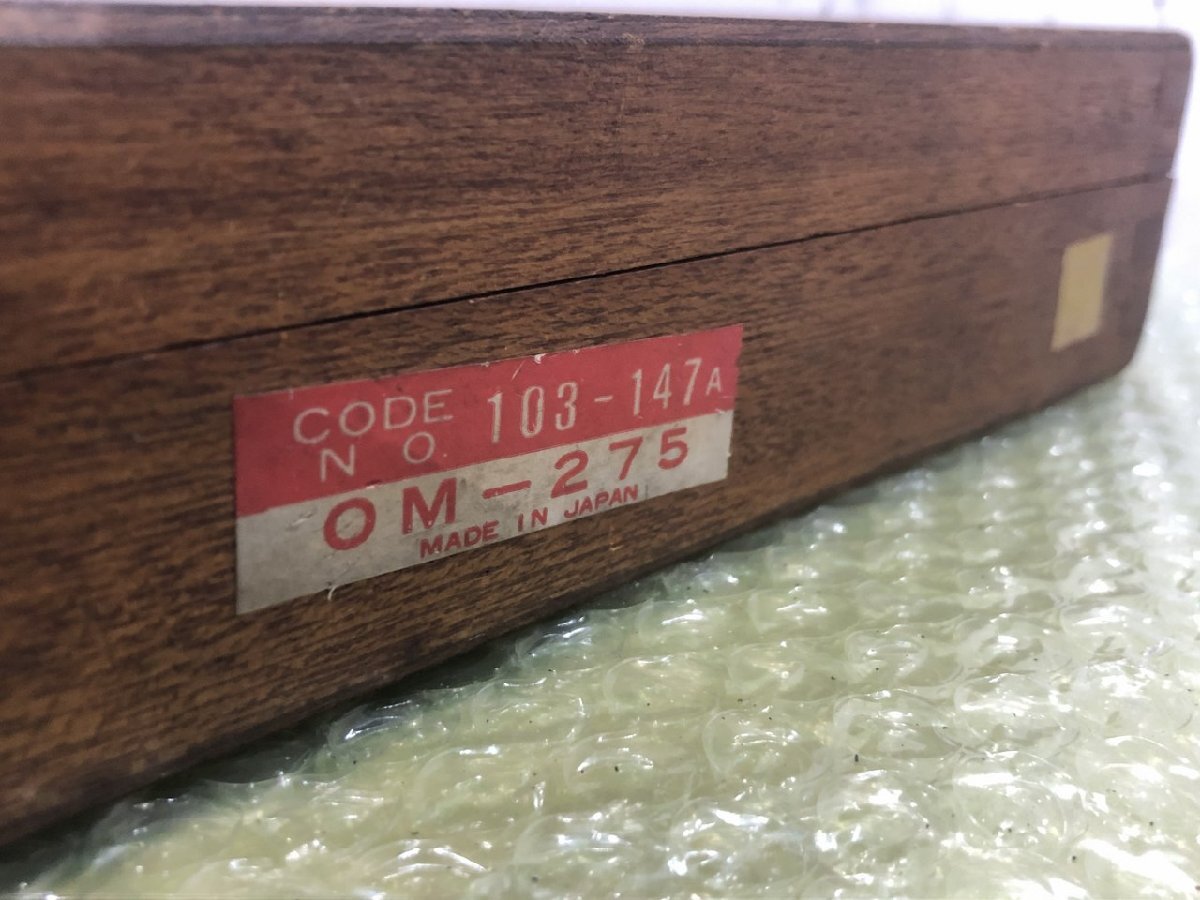 CODE NO. 103-147A
OM-275
MADE IN JAPAN